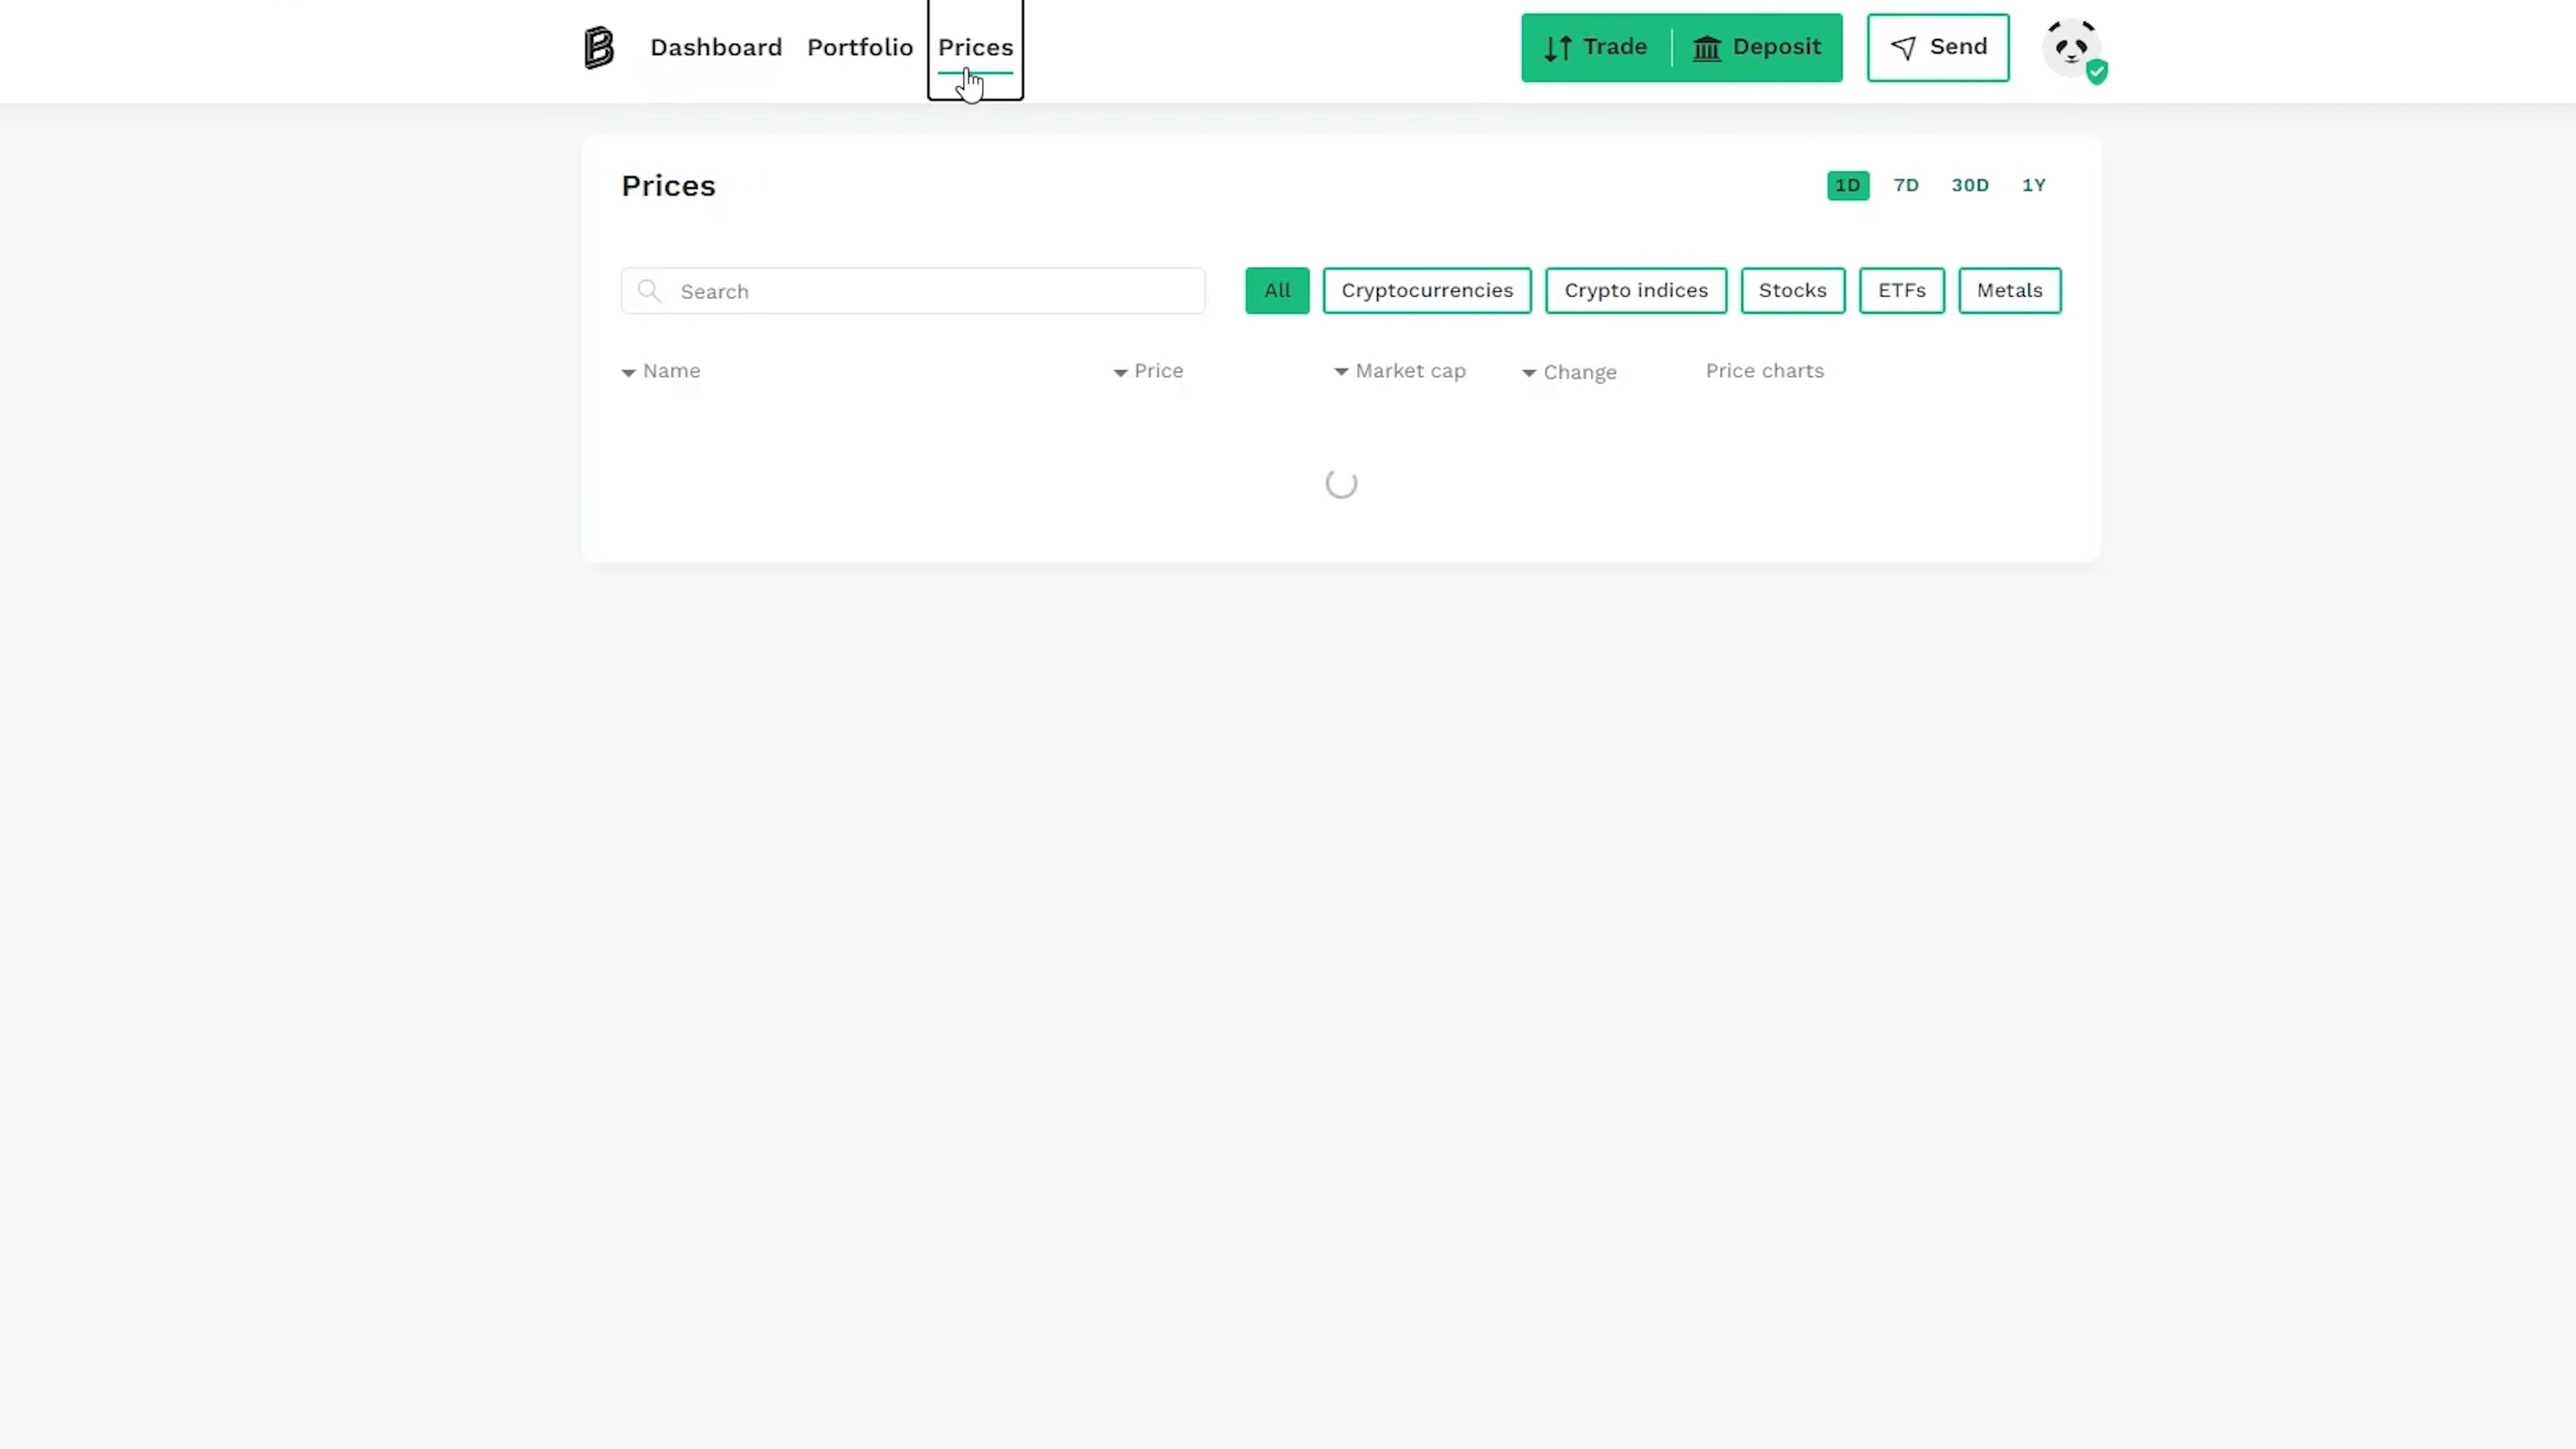 B Dashboard Portfolio Prices Trade Deposit Send
Prices 1D 7D 30D 1Y
Search All Cryptocurrencies Crypto indices Stocks ETFs Metals
Name Price Market cap Change Price charts